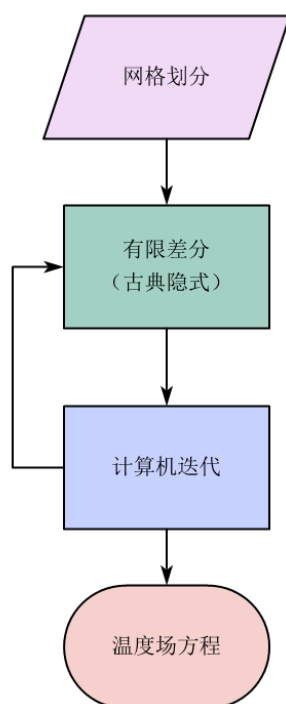 网格划分
有限差分
（古典隐式）
计算机迭代
温度场方程